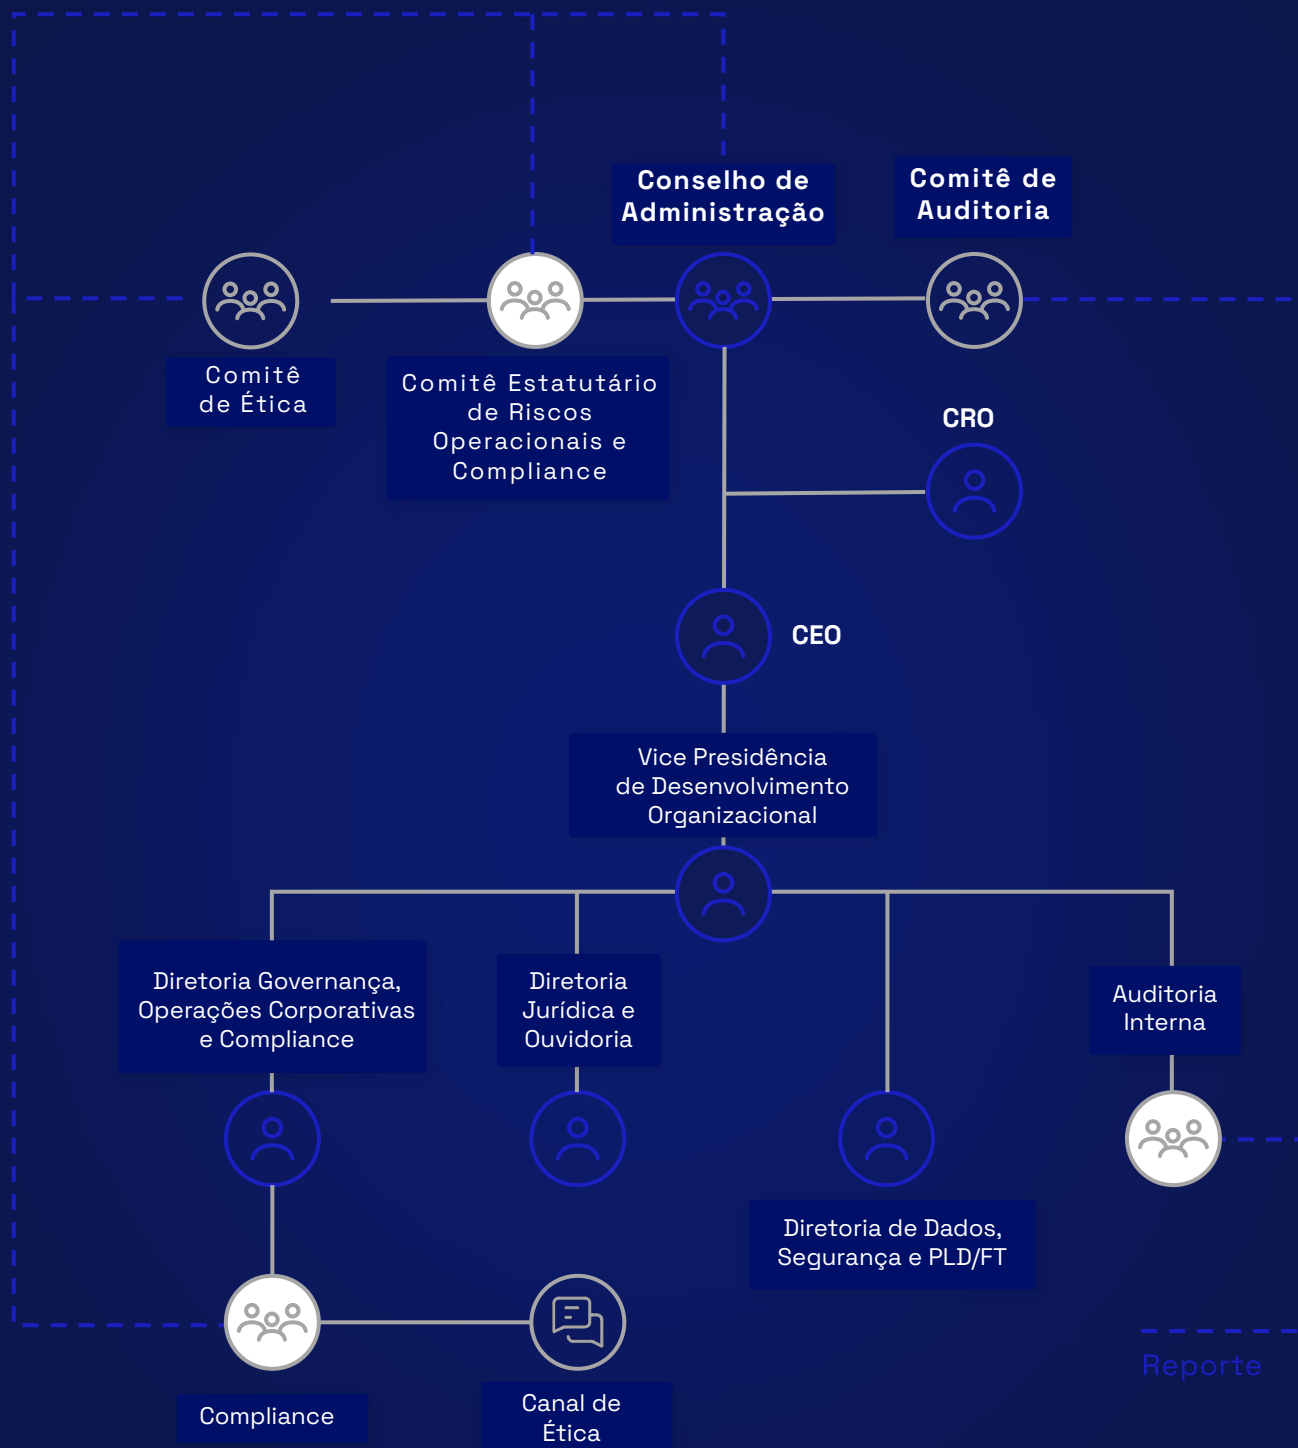 Conselho de
Administração
Comitê de
Auditoria
Comitê
de Ética
Comitê Estatutário
de Riscos
Operacionais e
Compliance
CRO
CEO
Vice Presidência
de Desenvolvimento
Organizacional
Diretoria Governança,
Operações Corporativas
e Compliance
Diretoria
Jurídica e
Ouvidoria
Auditoria
Interna
Diretoria de Dados,
Segurança e PLD/FT
Reporte
Compliance
Canal de
Ética